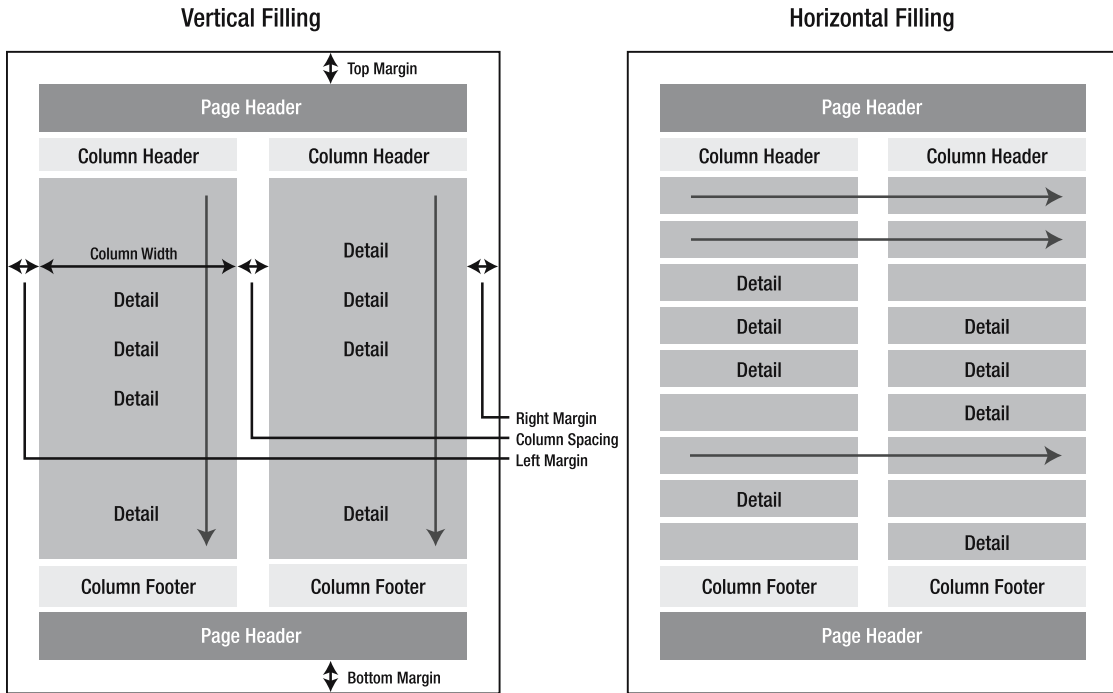 Vertical Filling
Top Margin
Page Header
Column Header
Column Header
Column Width
Detail
Detail
Detail
Detail
Detail
Detail
Detail
Detail
Right Margin
Column Spacing
Left Margin
Column Footer
Column Footer
Page Header
Bottom Margin
Horizontal Filling
Page Header
Column Header
Column Header
Detail
Detail
Detail
Detail
Detail
Detail
Detail
Detail
Column Footer
Column Footer
Page Header